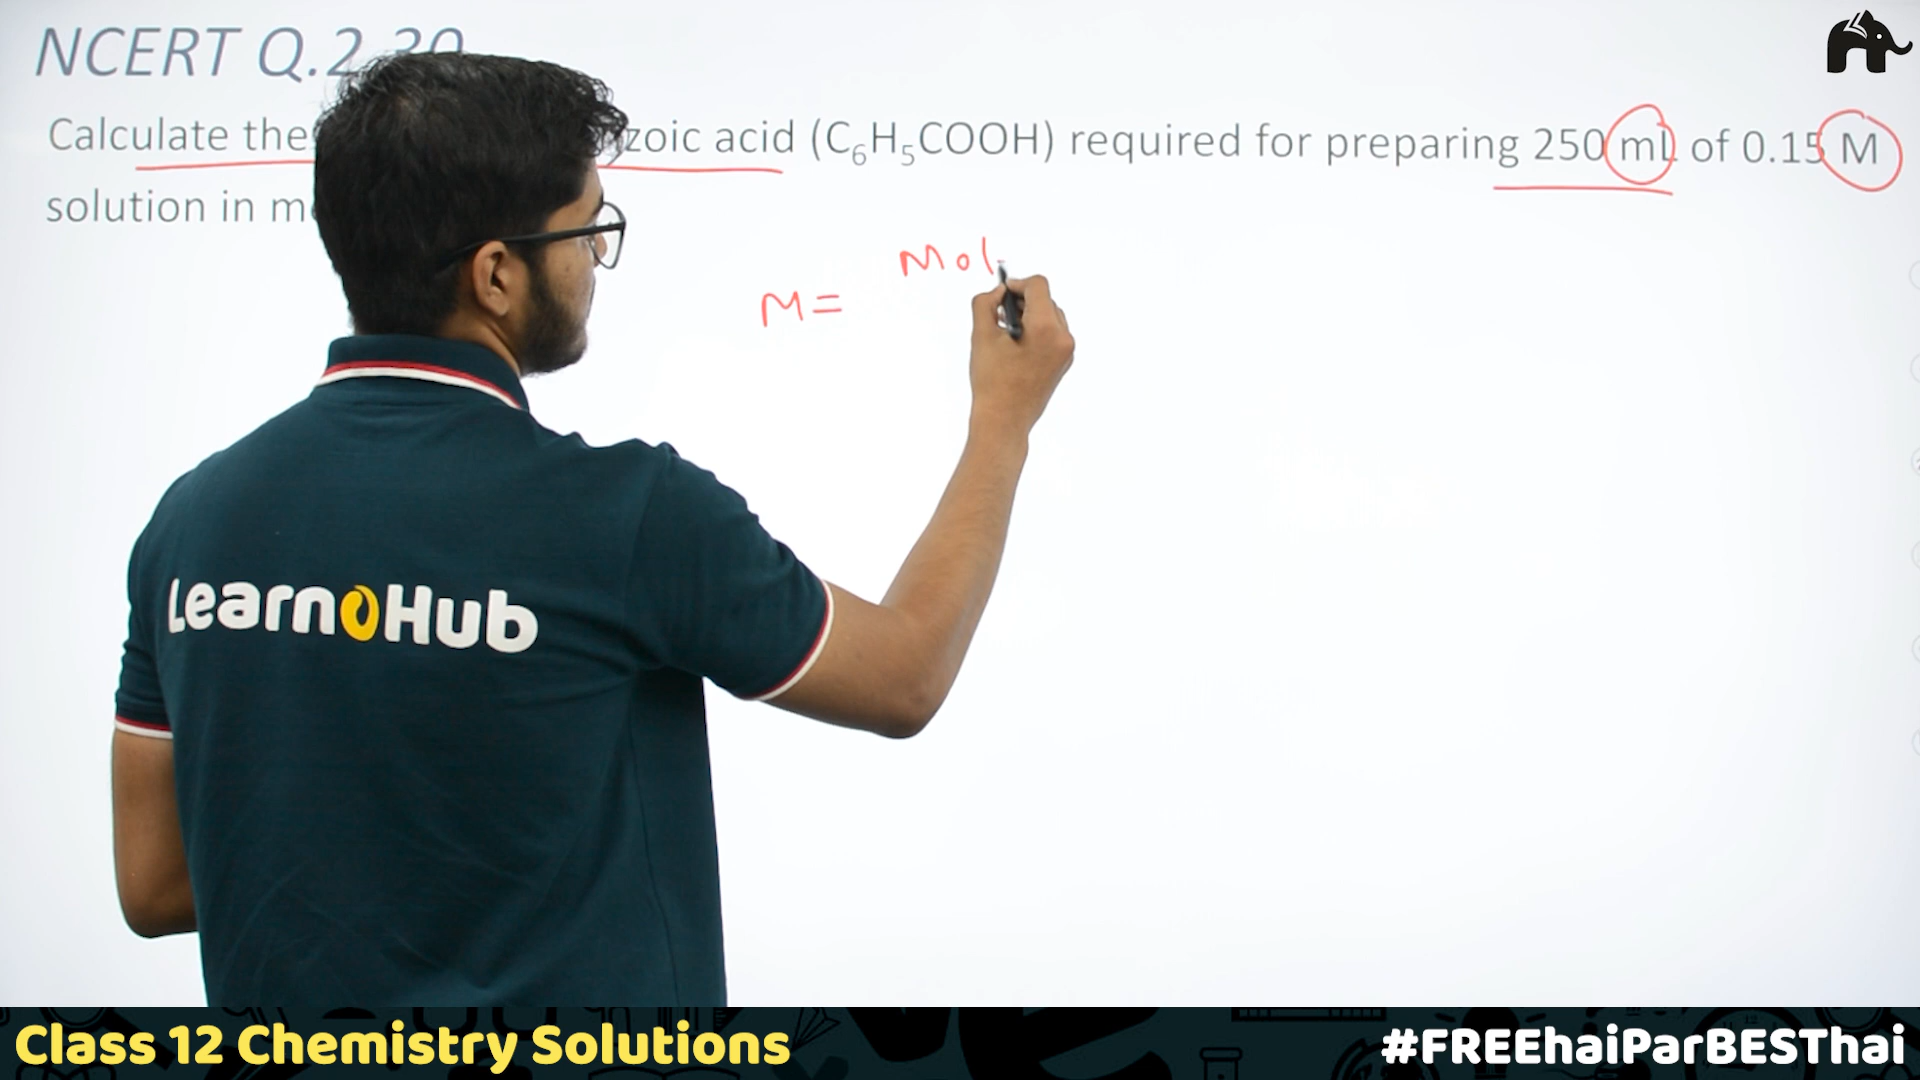 NCERT Q.2.30
Calculate the zoic acid (C₆H₅COOH) required for preparing 250 mL of 0.15 M
solution in
Mol
M=
LearnoHub
Class 12 Chemistry Solutions
#FREEhaiParBESThai